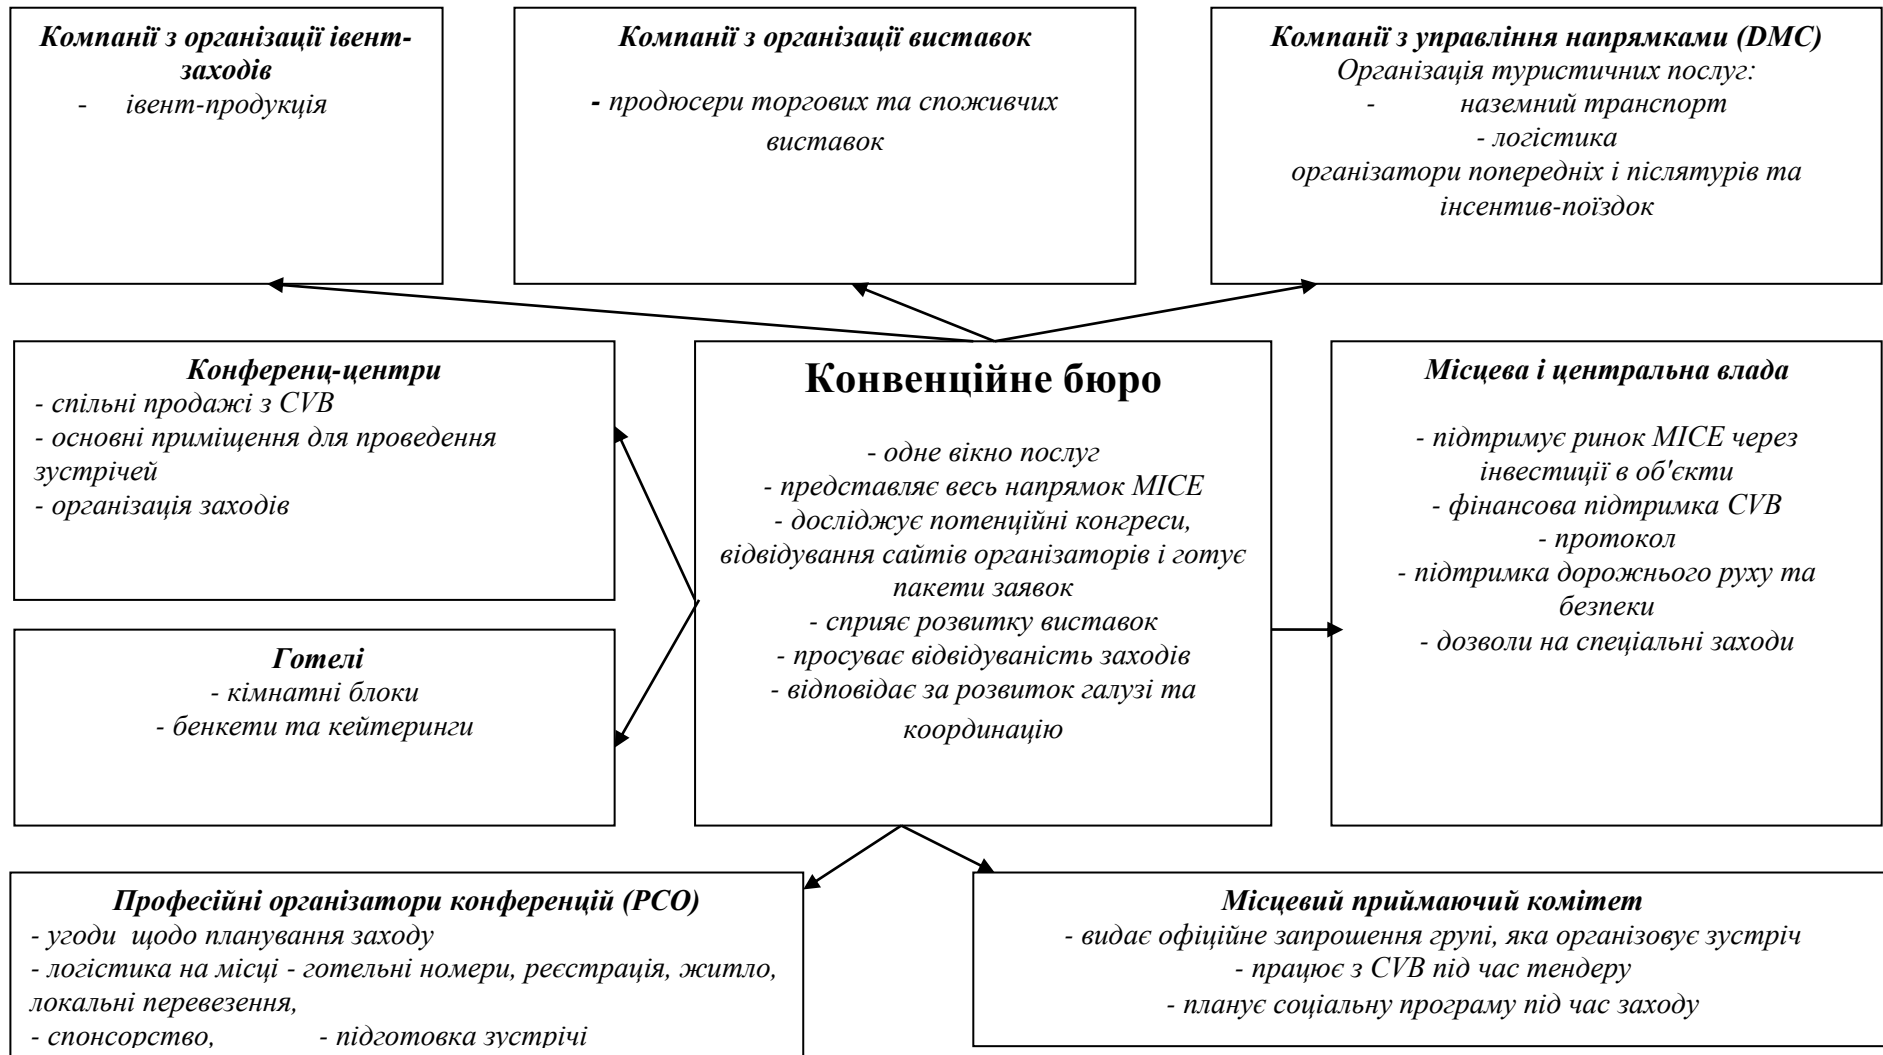 Компанії з організації івент-
заходів
- івент-продукція
Компанії з організації виставок
- продюсери торгових та споживчих
виставок
Компанії з управління напрямками (DMC)
Організація туристичних послуг:
- наземний транспорт
- логістика
організатори попередніх і післятурів та
інсентив-поїздок
Конференц-центри
- спільні продажі з CVB
- основні приміщення для проведення
зустрічей
- організація заходів
Конвенційне бюро
- одне вікно послуг
- представляє весь напрямок MICE
- досліджує потенційні конгреси,
відвідування сайтів організаторів і готує
пакети заявок
- сприяє розвитку виставок
- просуває відвідуваність заходів
- відповідає за розвиток галузі та
координацію
Місцева і центральна влада
- підтримує ринок MICE через
інвестиції в об'єкти
- фінансова підтримка CVB
- протокол
- підтримка дорожнього руху та
безпеки
- дозволи на спеціальні заходи
Готелі
- кімнатні блоки
- бенкети та кейтеринги
Професійні організатори конференцій (PCO)
- угоди щодо планування заходу
- логістика на місці - готельні номери, реєстрація, житло,
локальні перевезення,
- спонсорство, - підготовка зустрічі
Місцевий приймаючий комітет
- видає офіційне запрошення групі, яка організовує зустріч
- працює з CVB під час тендеру
- планує соціальну програму під час заходу